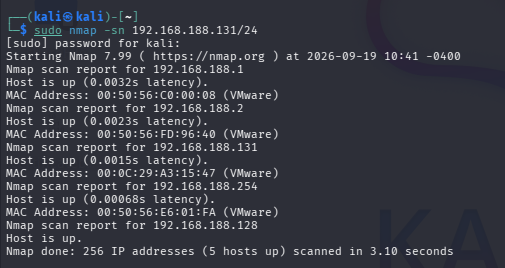 ┌──(kali㉿kali)-[~]
└─$ sudo nmap -sn 192.168.188.131/24
[sudo] password for kali:
Starting Nmap 7.99 ( https://nmap.org ) at 2026-09-19 10:41 -0400
Nmap scan report for 192.168.188.1
Host is up (0.0032s latency).
MAC Address: 00:50:56:C0:00:08 (VMware)
Nmap scan report for 192.168.188.2
Host is up (0.0023s latency).
MAC Address: 00:50:56:FD:96:40 (VMware)
Nmap scan report for 192.168.188.131
Host is up (0.0015s latency).
MAC Address: 00:0C:29:A3:15:47 (VMware)
Nmap scan report for 192.168.188.254
Host is up (0.00068s latency).
MAC Address: 00:50:56:E6:01:FA (VMware)
Nmap scan report for 192.168.188.128
Host is up.
Nmap done: 256 IP addresses (5 hosts up) scanned in 3.10 seconds
KA